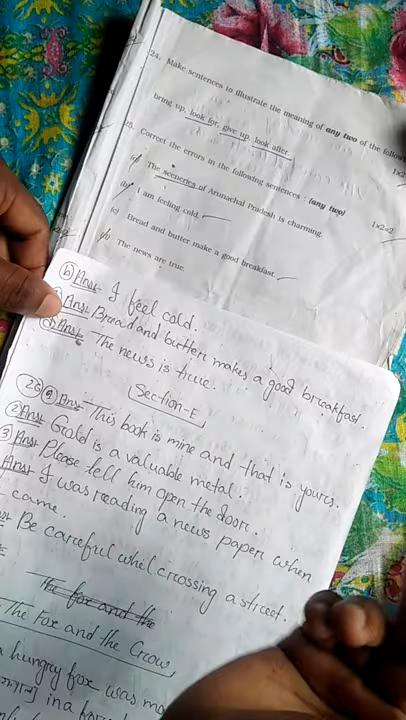 24. Make sentences to illustrate the meaning of any two of the
bring up, look for, give up, look after
25. Correct the errors in the following sentences : (any two)
1x2=2
(a) The sceneries of Arunachal Pradesh is charming.
(b) I am feeling cold.
(c) Bread and butter make a good breakfast.
(d) The news are true.
(b) Ans I feel cold.
Ans Bread and butter makes a good breakfast.
(d) Ans The news is true.
Section-E
Ans This book is mine and that is yours.
(2) Ans Gold is a valuable metal.
(3) Ans Please tell him open the door.
Ans I was reading a news paper when
came.
Be careful whil crossing a street.
The fox and the
The Fox and the Crow
hungry fox was
in a